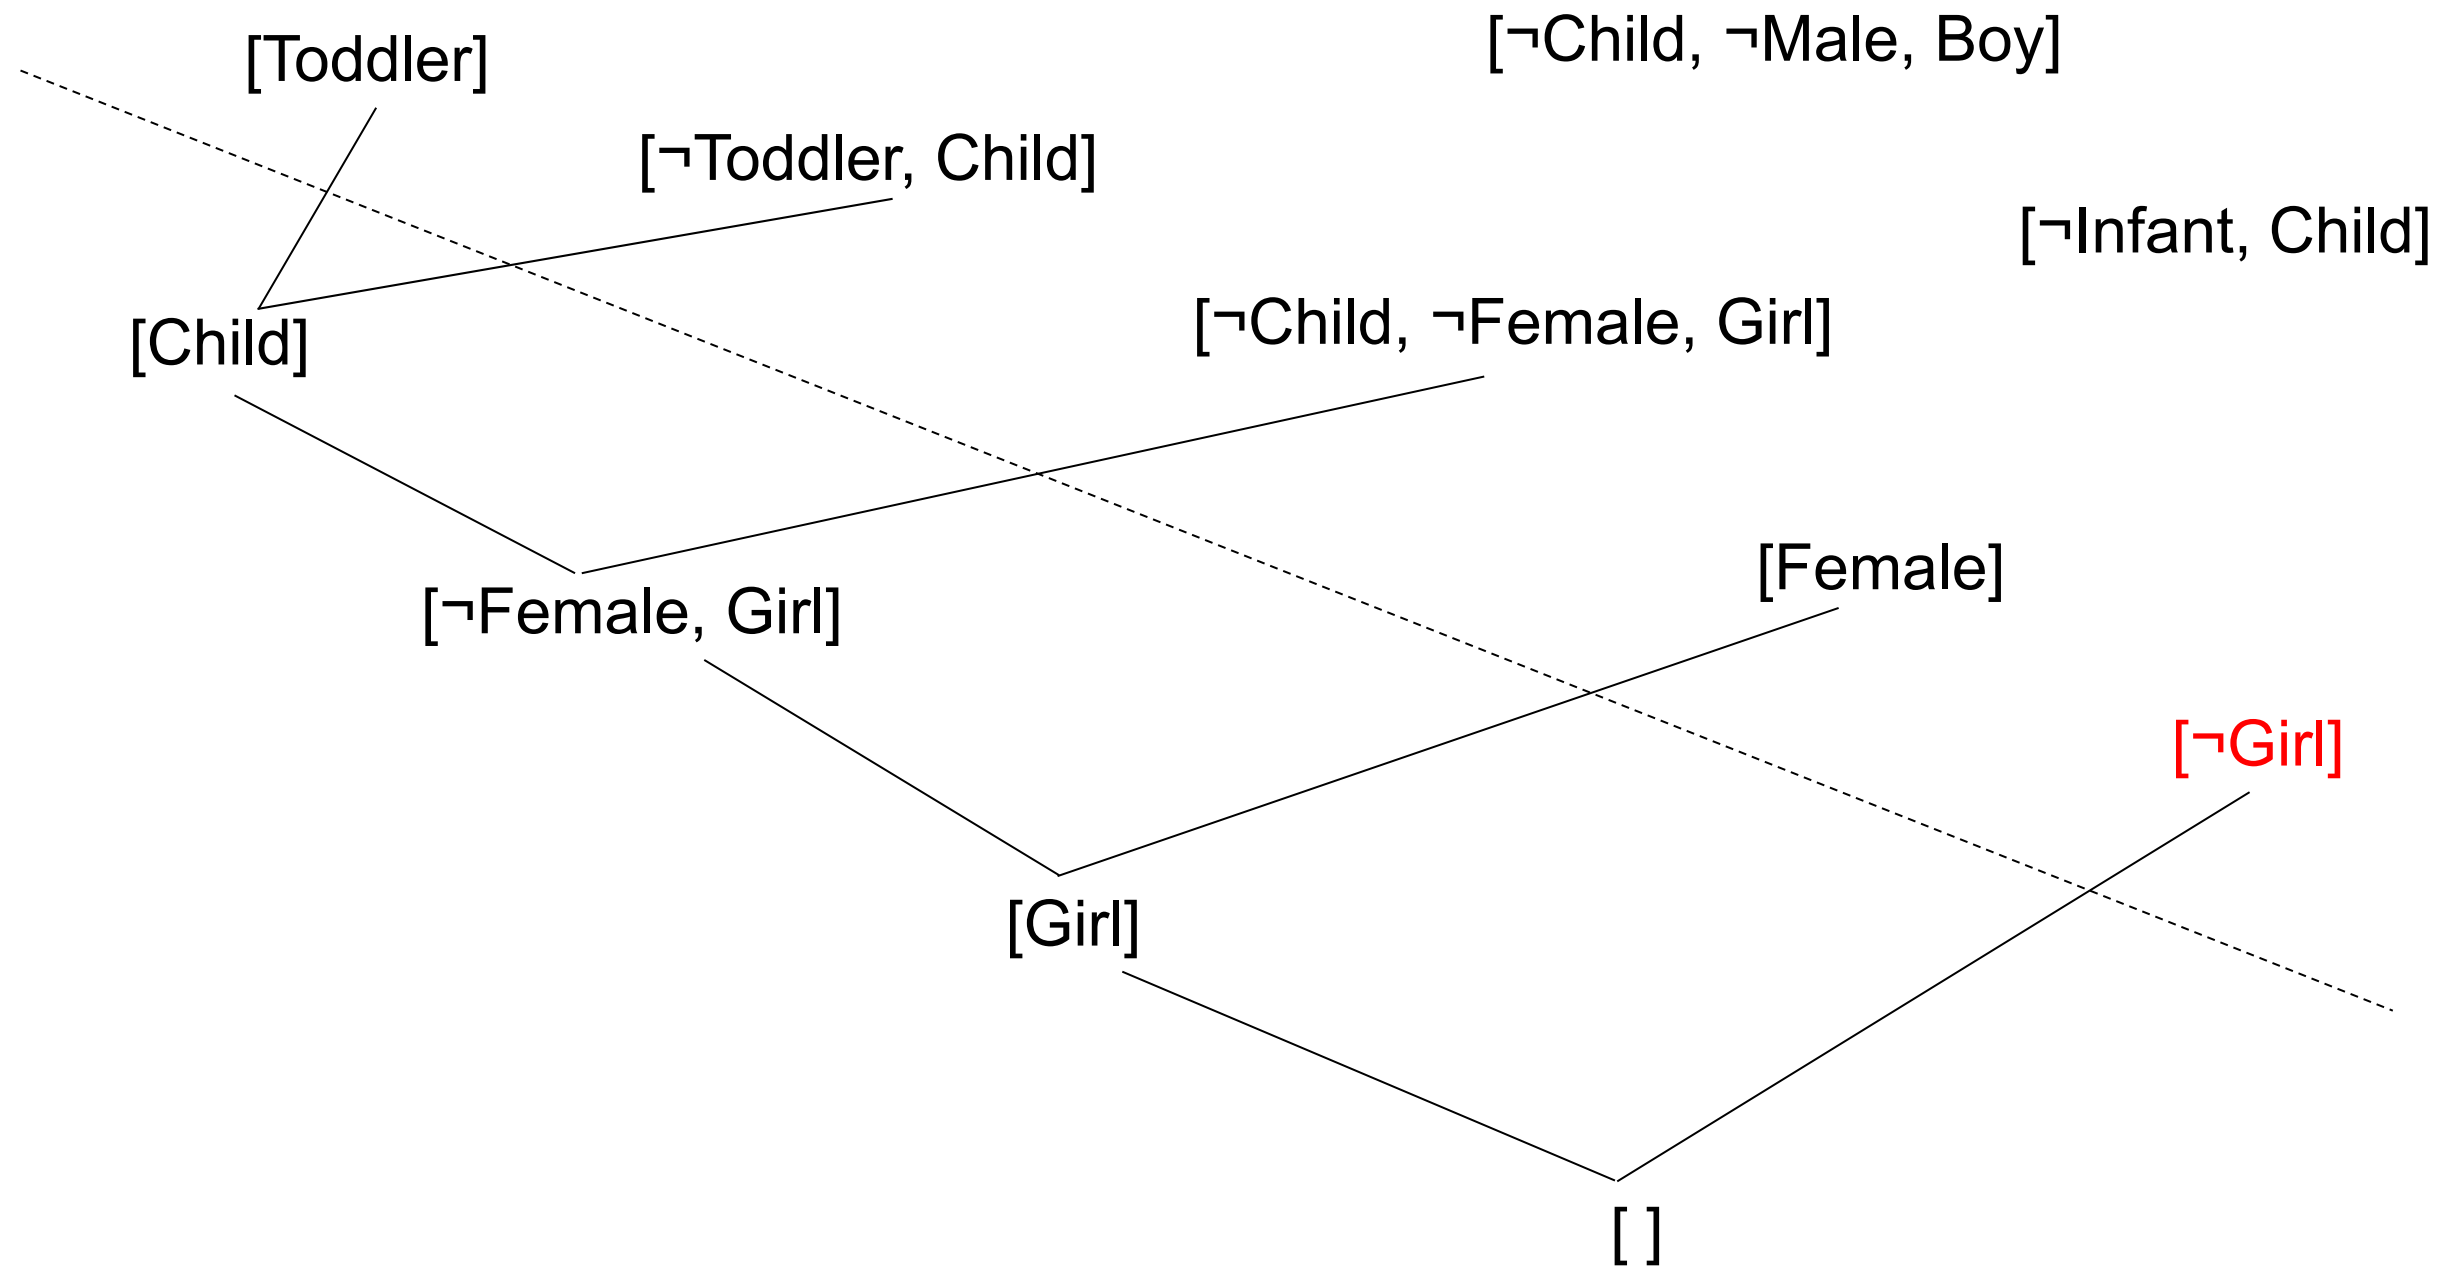 [¬Child, ¬Male, Boy]
[Toddler]
[¬Toddler, Child]
[¬Infant, Child]
[¬Child, ¬Female, Girl]
[Child]
[Female]
[¬Female, Girl]
[¬Girl]
[Girl]
[ ]